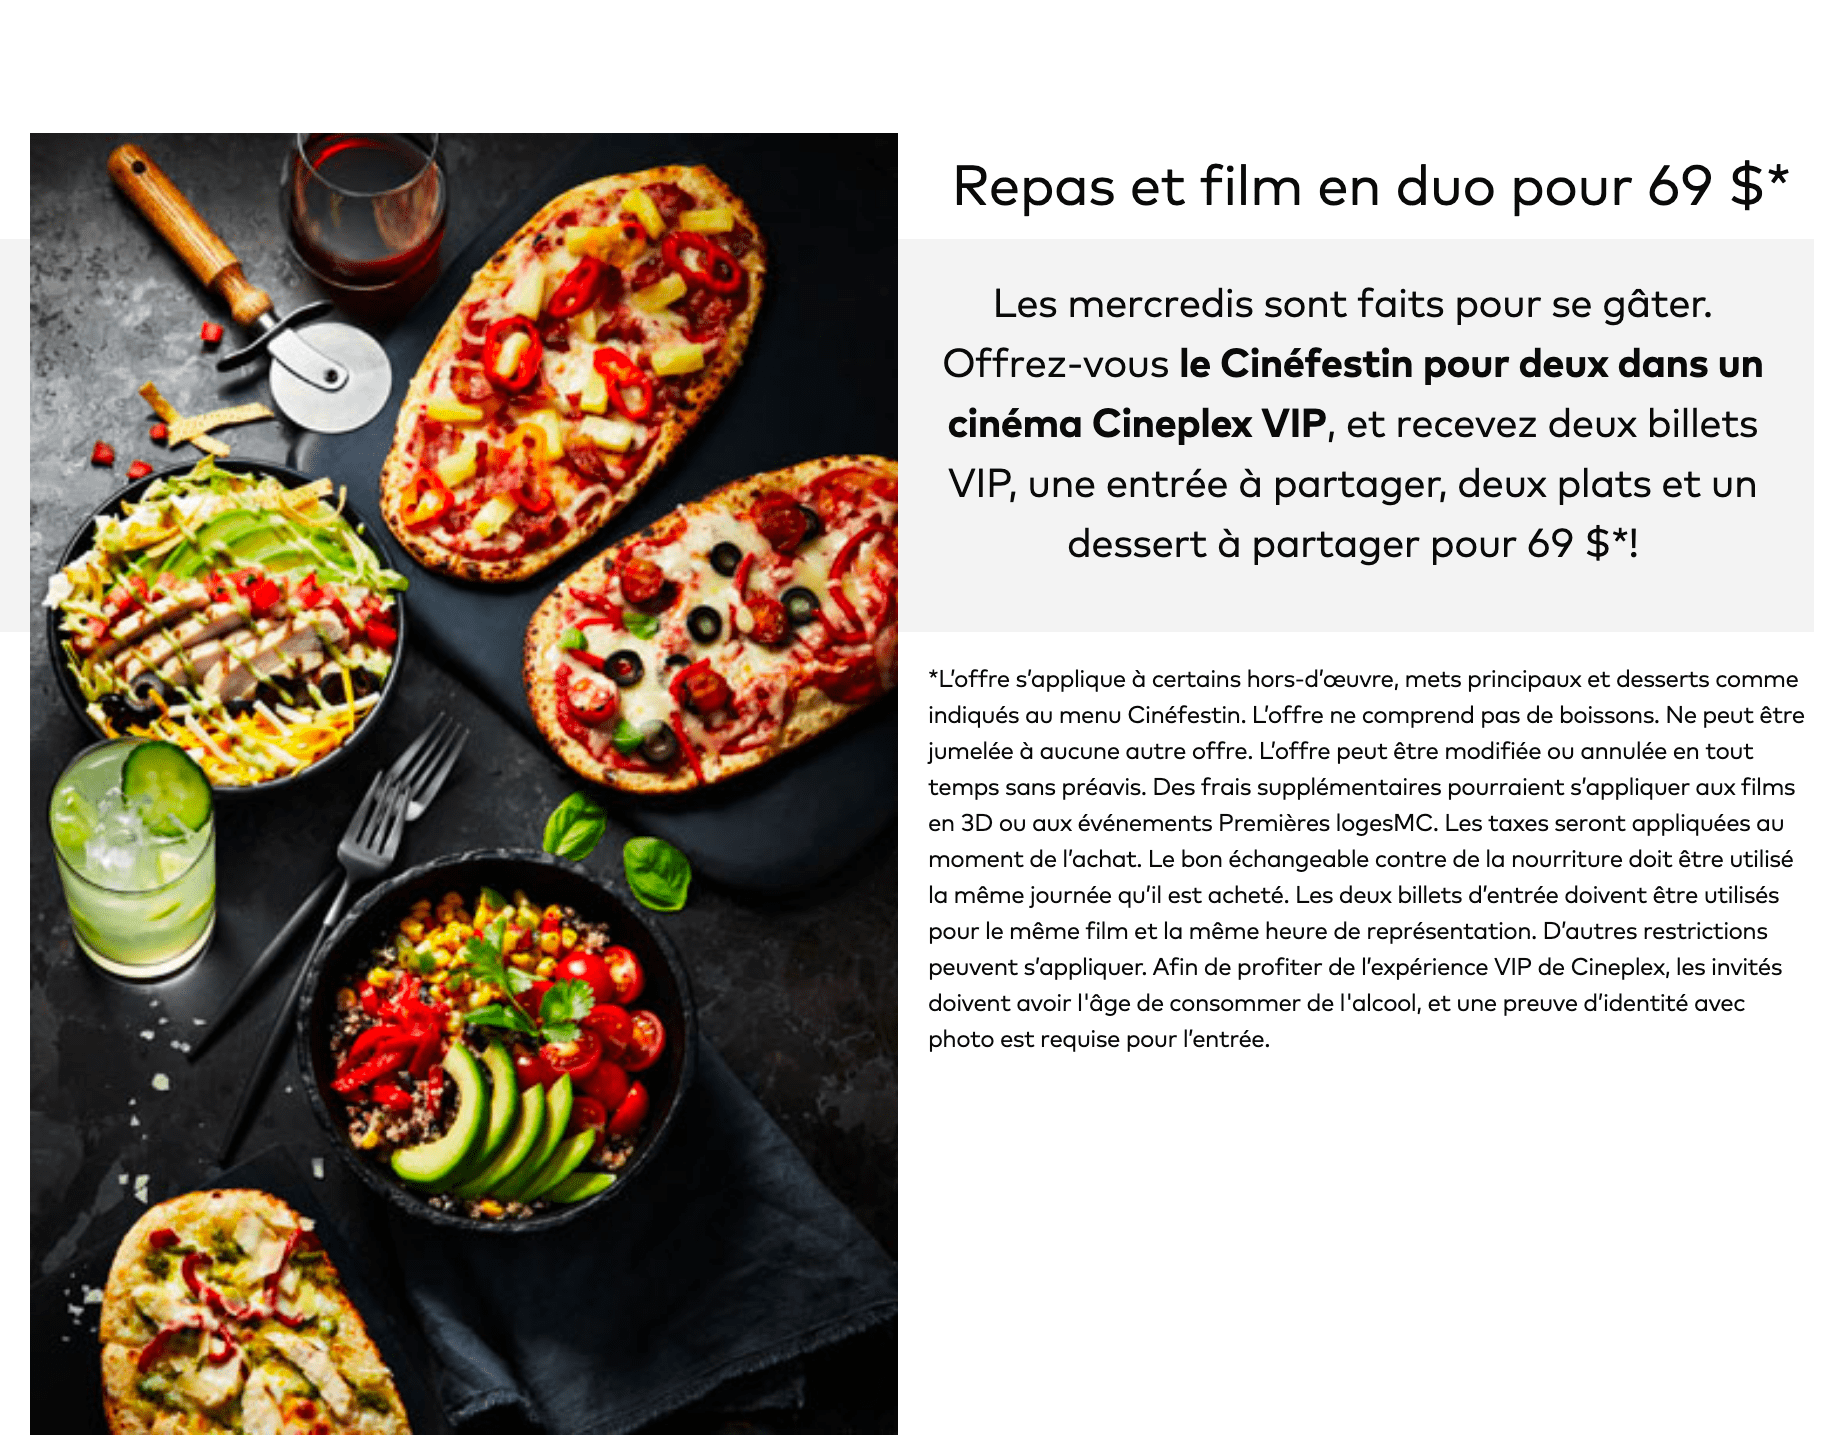 Repas et film en duo pour 69 $*
Les mercredis sont faits pour se gâter.
Offrez-vous le Cinéfestin pour deux dans un
cinéma Cineplex VIP, et recevez deux billets
VIP, une entrée à partager, deux plats et un
dessert à partager pour 69 $*!
*L’offre s’applique à certains hors-d’œuvre, mets principaux et desserts comme
indiqués au menu Cinéfestin. L’offre ne comprend pas de boissons. Ne peut être
jumelée à aucune autre offre. L’offre peut être modifiée ou annulée en tout
temps sans préavis. Des frais supplémentaires pourraient s’appliquer aux films
en 3D ou aux événements Premières logesMC. Les taxes seront appliquées au
moment de l’achat. Le bon échangeable contre de la nourriture doit être utilisé
la même journée qu’il est acheté. Les deux billets d’entrée doivent être utilisés
pour le même film et la même heure de représentation. D’autres restrictions
peuvent s’appliquer. Afin de profiter de l’expérience VIP de Cineplex, les invités
doivent avoir l'âge de consommer de l'alcool, et une preuve d’identité avec
photo est requise pour l’entrée.